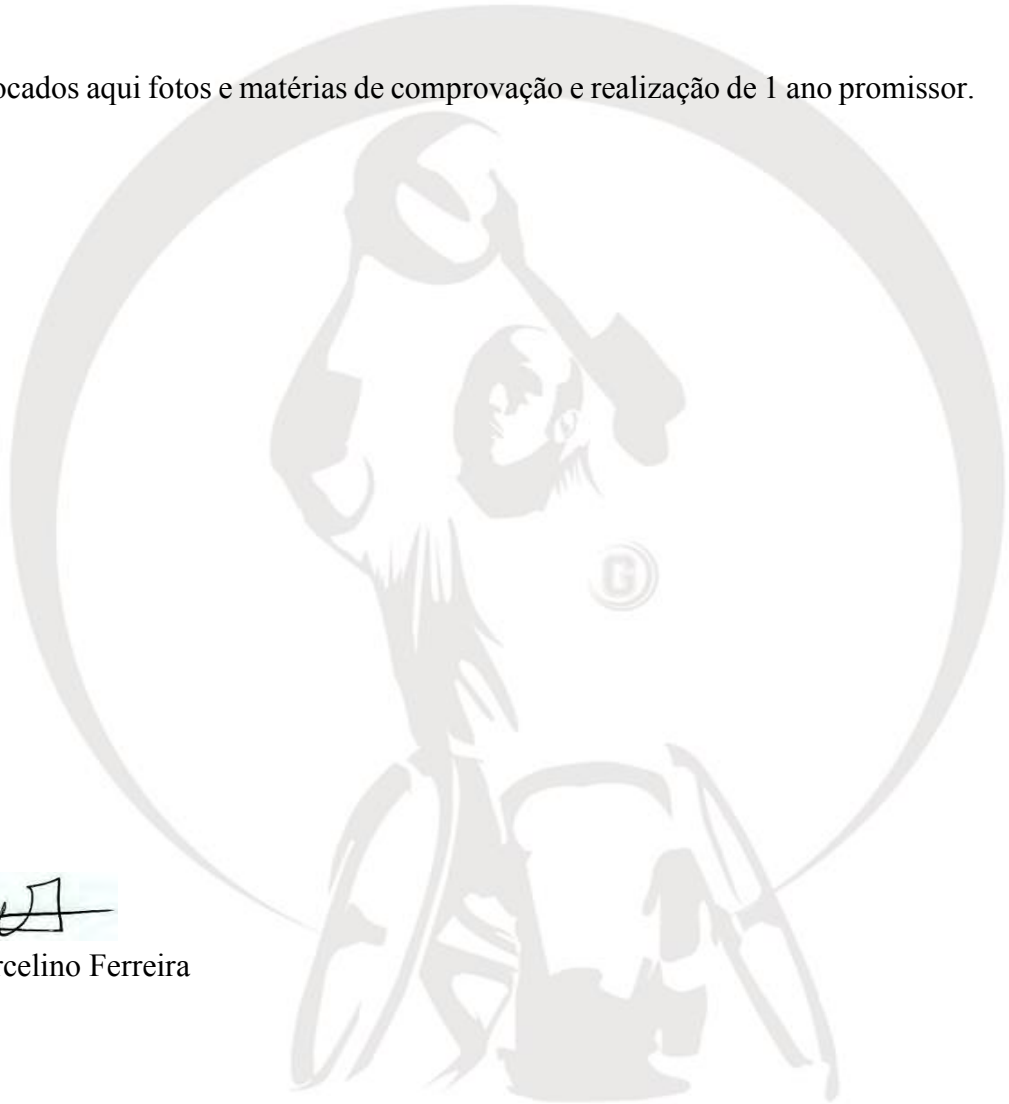 ocados aqui fotos e matérias de comprovação e realização de 1 ano promissor.
G
rcelino Ferreira